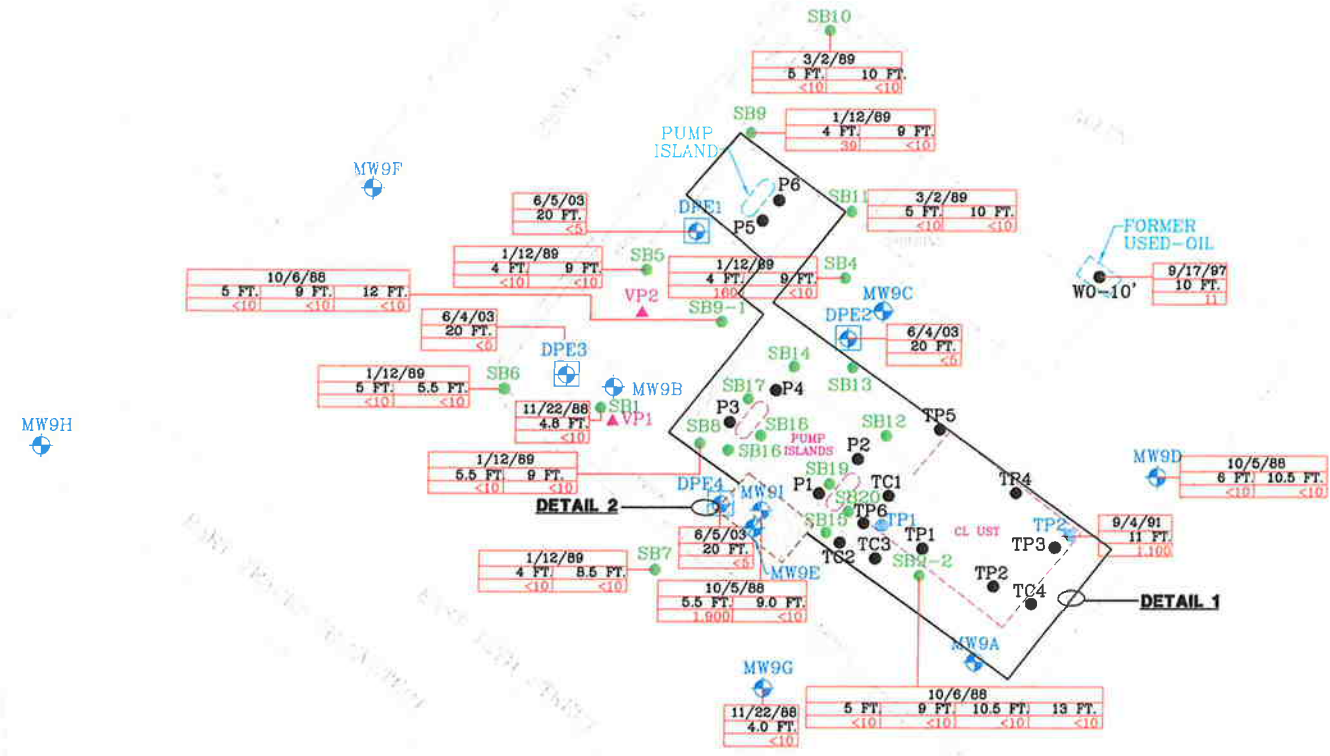 SB10
3/2/89
5 FT. 10 FT.
<10 <10
SB9
1/12/89
4 FT. 9 FT.
39 <10
PUMP
ISLAND
MW9F
P6
P5
6/5/03
20 FT.
<5
DPE1
SB11
3/2/89
5 FT. 10 FT.
<10 <10
FORMER
USED-OIL
WO-10'
9/17/97
10 FT.
11
1/12/89
4 FT. 9 FT.
<10 <10
SB5
1/12/89
4 FT. 9 FT.
160 <10
SB4
10/6/88
5 FT. 9 FT. 12 FT.
<10 <10 <10
VP2
SB9-1
MW9C
DPE2
6/4/03
20 FT.
<5
6/4/03
20 FT.
<5
DPE3
SB14
SB13
1/12/89
5 FT. 5.5 FT.
<10 <10
SB6
MW9B
SB17
P4
11/22/88
4.8 FT.
<10
SB1
VP1
P3
SB18
SB12
TP5
MW9H
SB8
SB16
PUMP
ISLANDS
P2
1/12/89
5.5 FT. 9 FT.
<10 <10
MW9D
10/5/88
6 FT. 10.5 FT.
<10 <10
SB19
P1
TC1
TP4
DETAIL 2
DPE4
MW9I
SB20
SB15
TP6
TP1
TP1
CL UST
TP2
TP3
9/4/91
11 FT.
1,100
6/5/03
20 FT.
<5
MW9E
TC2
TC3
SB9-2
TP2
TC4
DETAIL 1
1/12/89
4 FT. 8.5 FT.
<10 <10
SB7
10/5/88
5.5 FT. 9.0 FT.
1,900 <10
MW9A
MW9G
11/22/88
4.0 FT.
<10
10/6/88
5 FT. 9 FT. 10.5 FT. 13 FT.
<10 <10 <10 <10